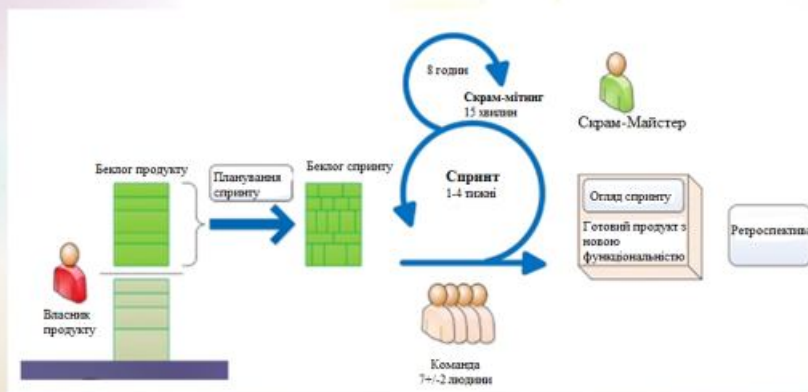 8 годин
Скрам-мітинг
15 хвилин
Скрам-Майстер
Беклог продукту
Планування
спринту
Беклог спринту
Спринт
1-4 тижні
Огляд спринту
Готовий продукт з
новою
функціональністю
Ретроспектива
Власник
продукту
Команда
7+/-2 людини